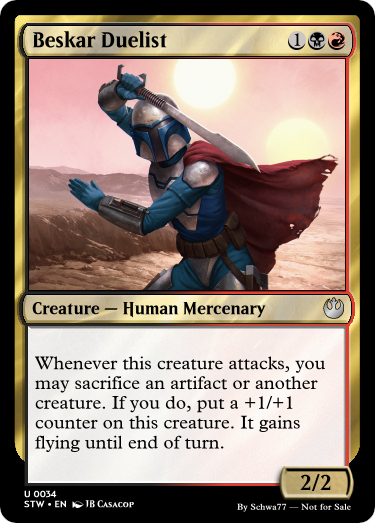 Beskar Duelist 1
Creature — Human Mercenary
Whenever this creature attacks, you
may sacrifice an artifact or another
creature. If you do, put a +1/+1
counter on this creature. It gains
flying until end of turn.
2/2
U 0034
STW • EN JB Casacop
By Schwa77 — Not for Sale